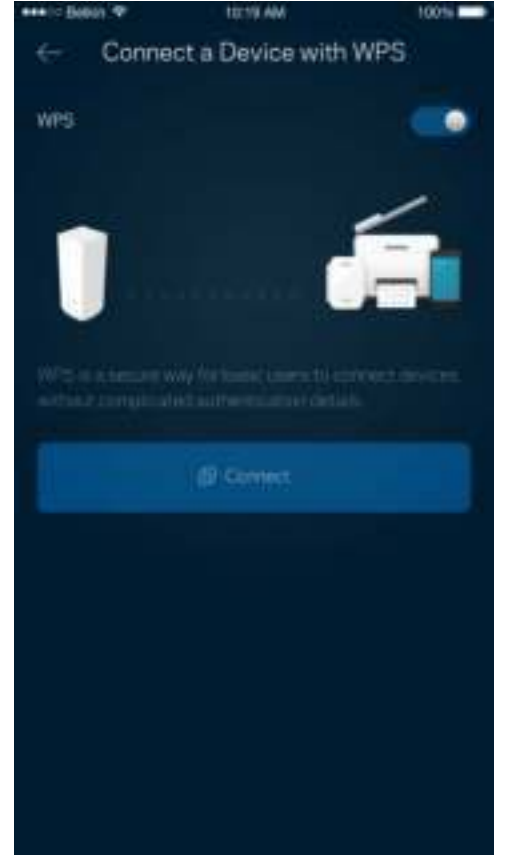 Belkin 10:19 AM 100%
Connect a Device with WPS
WPS
WPS is a secure way for basic users to connect devices
without complicated authentication details.
Connect